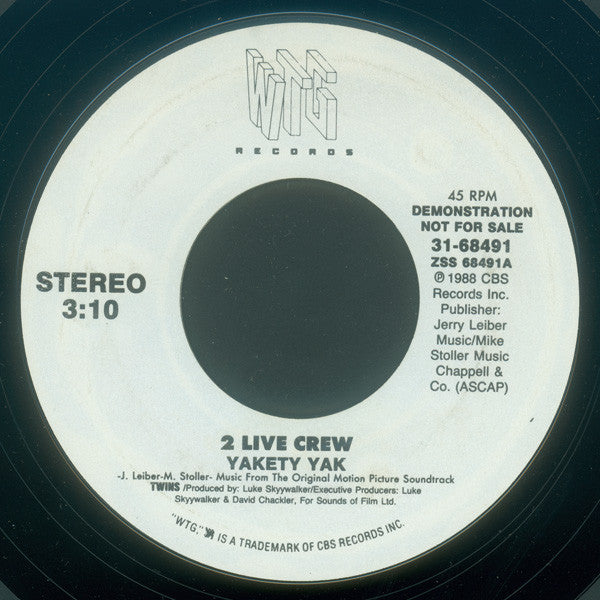 WTG
RECORDS
45 RPM
DEMONSTRATION
NOT FOR SALE
31-68491
ZSS 68491A
℗ 1988 CBS
Records Inc.
Publisher:
Jerry Leiber
Music/Mike
Stoller Music
Chappell &
Co. (ASCAP)
STEREO
3:10
2 LIVE CREW
YAKETY YAK
-J. Leiber-M. Stoller- Music From The Original Motion Picture Soundtrack
TWINS /Produced by: Luke Skyywalker/Executive Producers: Luke
Skyywalker & David Chackler, For Sounds of Film Ltd.
"WTG," IS A TRADEMARK OF CBS RECORDS INC.